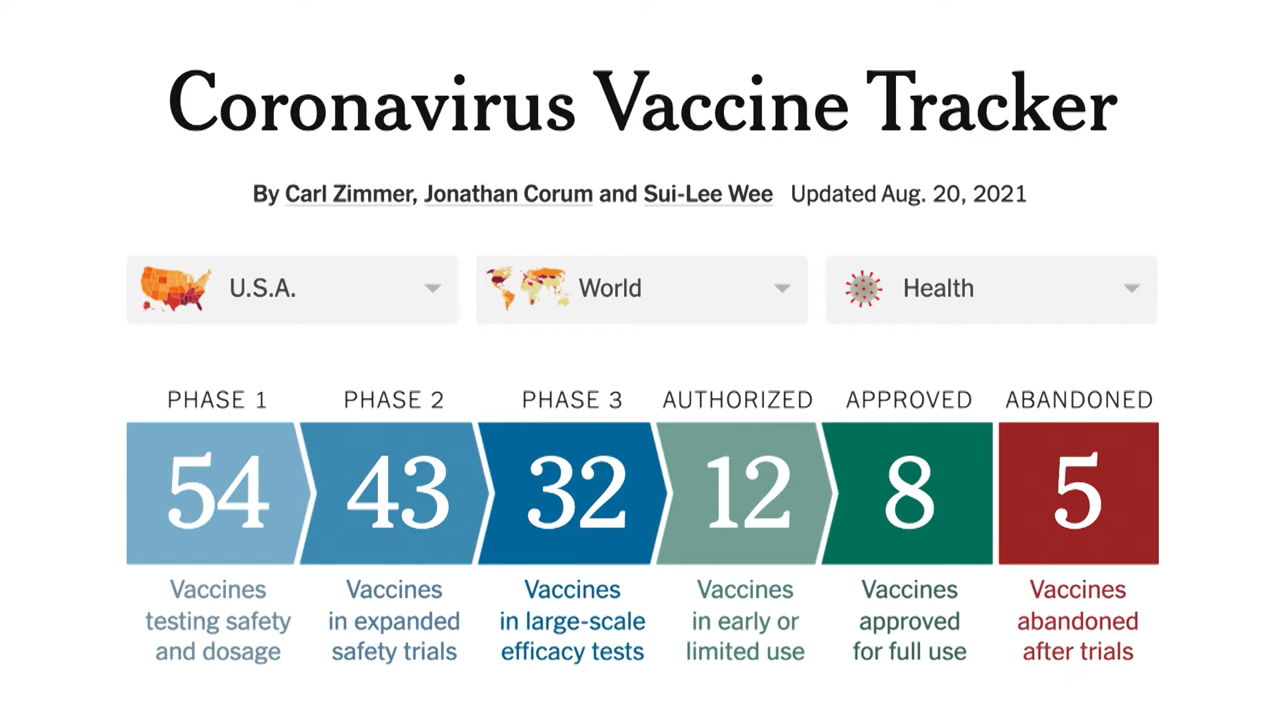 Coronavirus Vaccine Tracker
By Carl Zimmer, Jonathan Corum and Sui-Lee Wee Updated Aug. 20, 2021
U.S.A.
World
Health
PHASE 1
PHASE 2
PHASE 3
AUTHORIZED
APPROVED
ABANDONED
54
43
32
12
8
5
Vaccines
testing safety
and dosage
Vaccines
in expanded
safety trials
Vaccines
in large-scale
efficacy tests
Vaccines
in early or
limited use
Vaccines
approved
for full use
Vaccines
abandoned
after trials